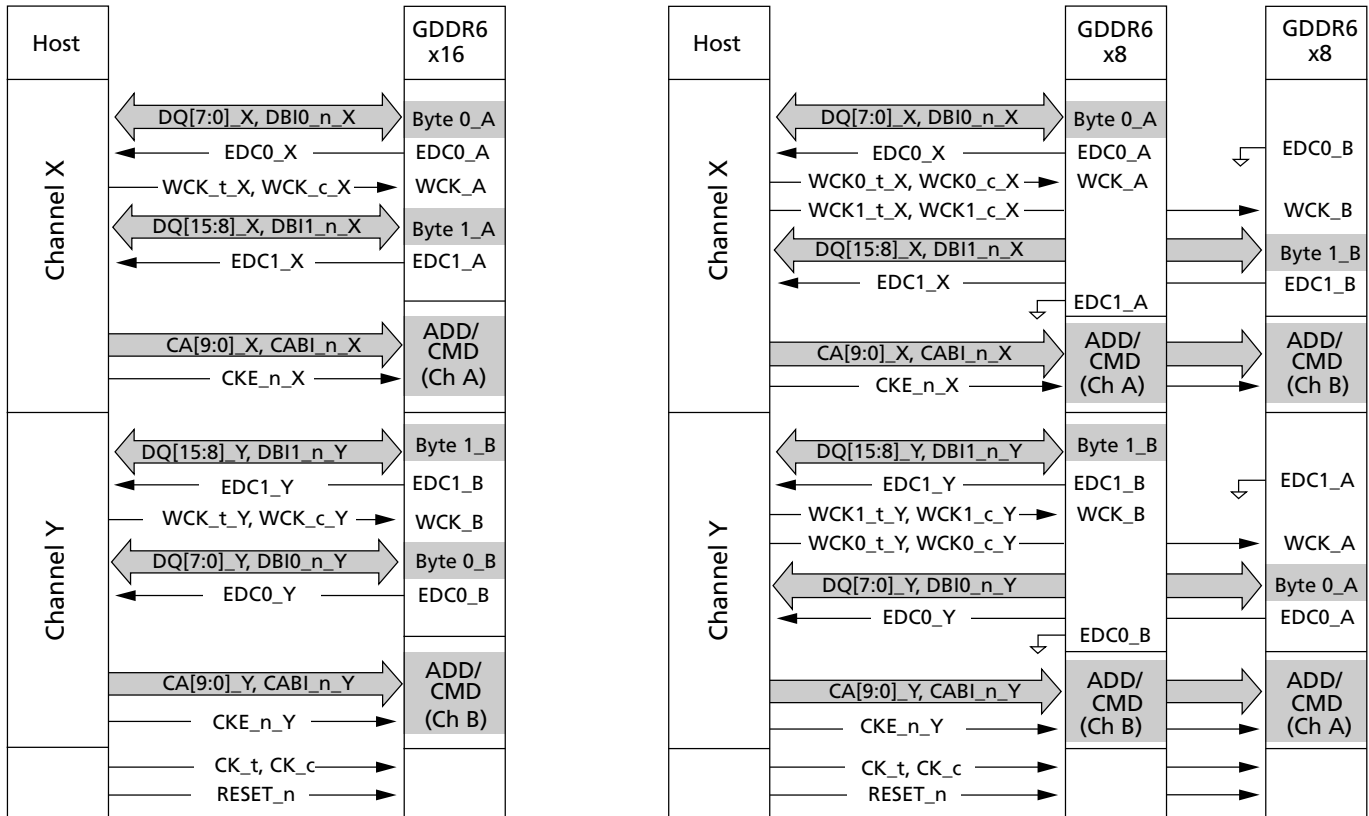 Host
GDDR6
x16
Channel X
DQ[7:0]_X, DBI0_n_X
Byte 0_A
EDC0_X
EDC0_A
WCK_t_X, WCK_c_X
WCK_A
DQ[15:8]_X, DBI1_n_X
Byte 1_A
EDC1_X
EDC1_A
CA[9:0]_X, CABI_n_X
CKE_n_X
ADD/
CMD
(Ch A)
Channel Y
DQ[15:8]_Y, DBI1_n_Y
Byte 1_B
EDC1_Y
EDC1_B
WCK_t_Y, WCK_c_Y
WCK_B
DQ[7:0]_Y, DBI0_n_Y
Byte 0_B
EDC0_Y
EDC0_B
CA[9:0]_Y, CABI_n_Y
CKE_n_Y
ADD/
CMD
(Ch B)
CK_t, CK_c
RESET_n
Host
GDDR6
x8
GDDR6
x8
Channel X
DQ[7:0]_X, DBI0_n_X
Byte 0_A
EDC0_X
EDC0_A
EDC0_B
WCK0_t_X, WCK0_c_X
WCK_A
WCK1_t_X, WCK1_c_X
WCK_B
DQ[15:8]_X, DBI1_n_X
Byte 1_B
EDC1_X
EDC1_B
EDC1_A
CA[9:0]_X, CABI_n_X
CKE_n_X
ADD/
CMD
(Ch A)
ADD/
CMD
(Ch B)
Channel Y
DQ[15:8]_Y, DBI1_n_Y
Byte 1_B
EDC1_Y
EDC1_B
EDC1_A
WCK1_t_Y, WCK1_c_Y
WCK_B
WCK0_t_Y, WCK0_c_Y
WCK_A
DQ[7:0]_Y, DBI0_n_Y
Byte 0_A
EDC0_Y
EDC0_A
EDC0_B
CA[9:0]_Y, CABI_n_Y
CKE_n_Y
ADD/
CMD
(Ch B)
ADD/
CMD
(Ch A)
CK_t, CK_c
RESET_n